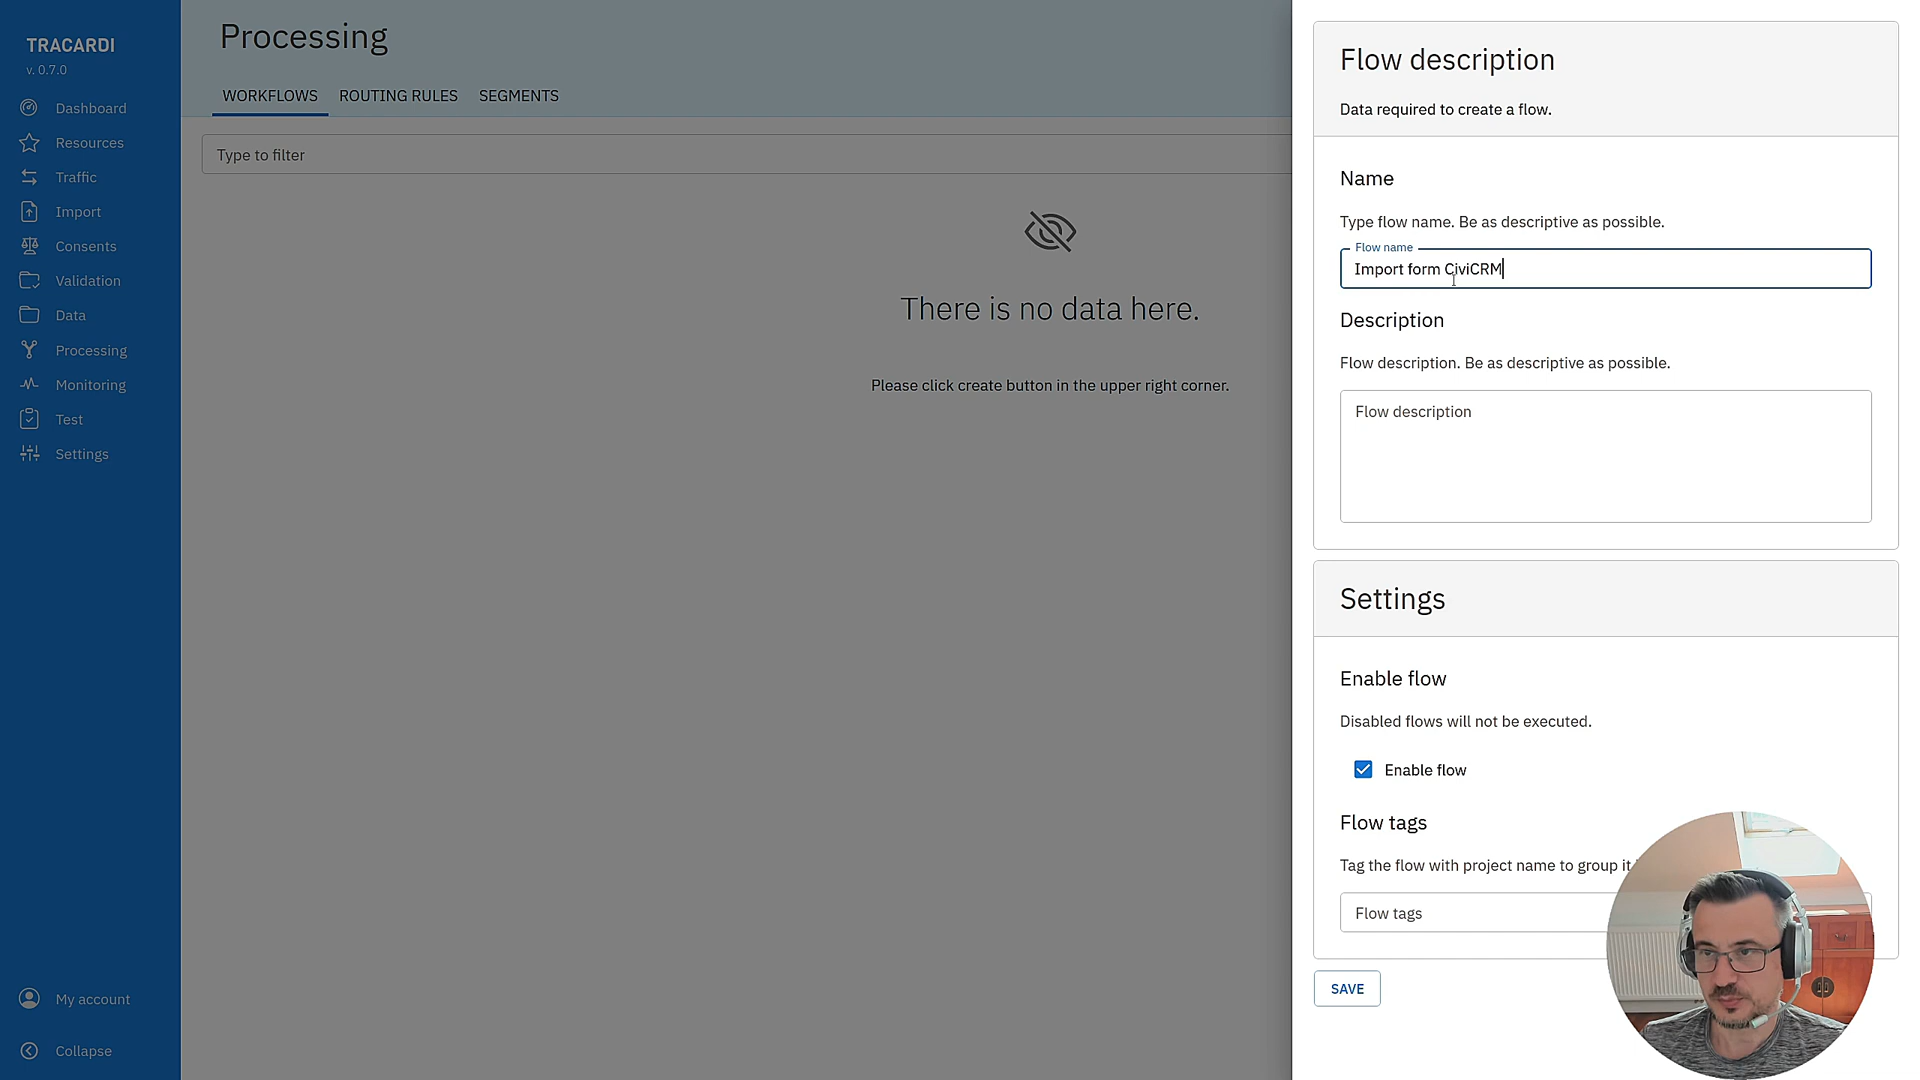 TRACARDI
v. 0.7.0
Dashboard
Resources
Traffic
Import
Consents
Validation
Data
Processing
Monitoring
Test
Settings
My account
Collapse
Processing
WORKFLOWS
ROUTING RULES
SEGMENTS
Type to filter
There is no data here.
Please click create button in the upper right corner.
Flow description
Data required to create a flow.
Name
Type flow name. Be as descriptive as possible.
Flow name
Import form CiviCRM
Description
Flow description. Be as descriptive as possible.
Flow description
Settings
Enable flow
Disabled flows will not be executed.
Enable flow
Flow tags
Tag the flow with project name to group it
Flow tags
SAVE